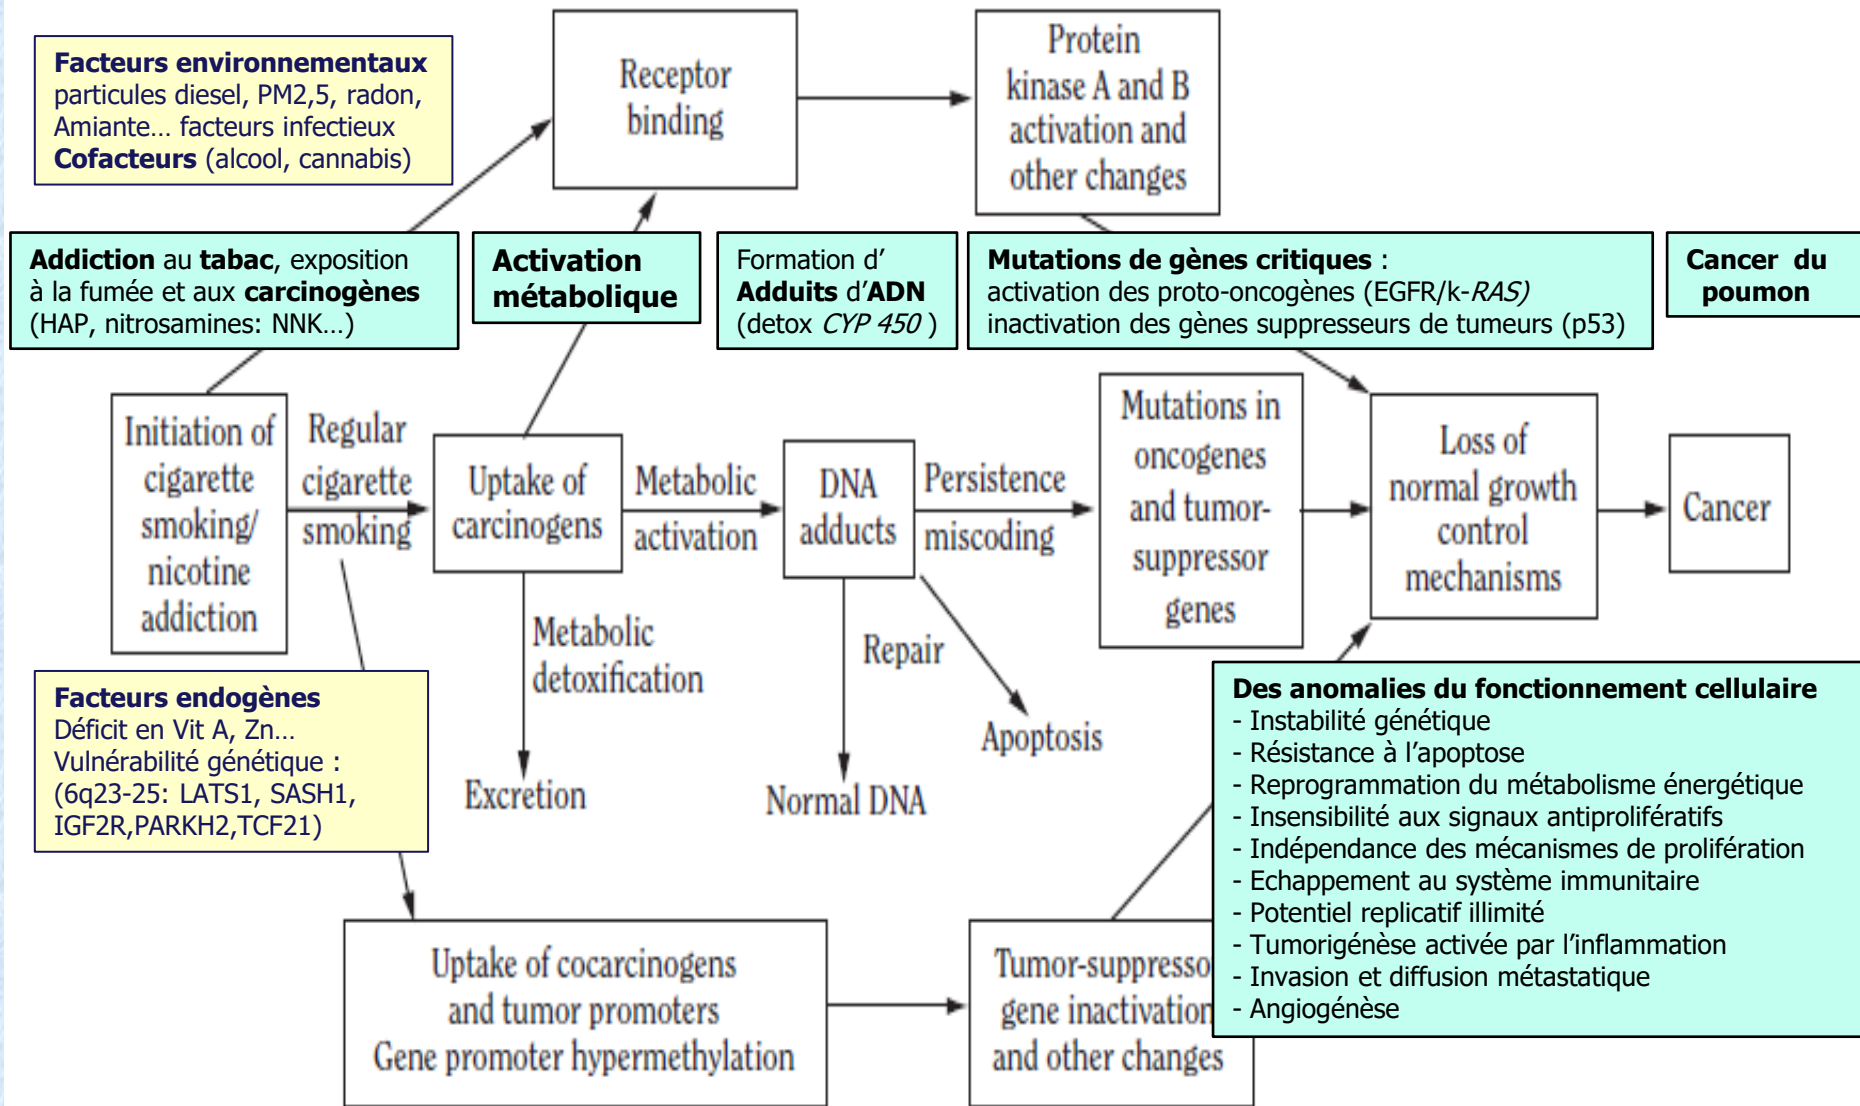 Facteurs environnementaux
particules diesel, PM2,5, radon,
Amiante… facteurs infectieux
Cofacteurs (alcool, cannabis)
Receptor
binding
Protein
kinase A and B
activation and
other changes
Addiction au tabac, exposition
à la fumée et aux carcinogènes
(HAP, nitrosamines: NNK…)
Activation
métabolique
Formation d’
Adduits d’ADN
(detox CYP 450 )
Mutations de gènes critiques :
activation des proto-oncogènes (EGFR/k-RAS)
inactivation des gènes suppresseurs de tumeurs (p53)
Cancer du
poumon
Initiation of
cigarette
smoking/
nicotine
addiction
Regular
cigarette
smoking
Uptake of
carcinogens
Metabolic
activation
DNA
adducts
Persistence
miscoding
Mutations in
oncogenes
and tumor-
suppressor
genes
Loss of
normal growth
control
mechanisms
Cancer
Metabolic
detoxification
Excretion
Repair
Normal DNA
Apoptosis
Facteurs endogènes
Déficit en Vit A, Zn…
Vulnérabilité génétique :
(6q23-25: LATS1, SASH1,
IGF2R,PARKH2,TCF21)
Des anomalies du fonctionnement cellulaire
- Instabilité génétique
- Résistance à l’apoptose
- Reprogrammation du métabolisme énergétique
- Insensibilité aux signaux antiprolifératifs
- Indépendance des mécanismes de prolifération
- Echappement au système immunitaire
- Potentiel replicatif illimité
- Tumorigénèse activée par l’inflammation
- Invasion et diffusion métastatique
- Angiogénèse
Uptake of cocarcinogens
and tumor promoters
Gene promoter hypermethylation
Tumor-suppresso
gene inactivation
and other changes